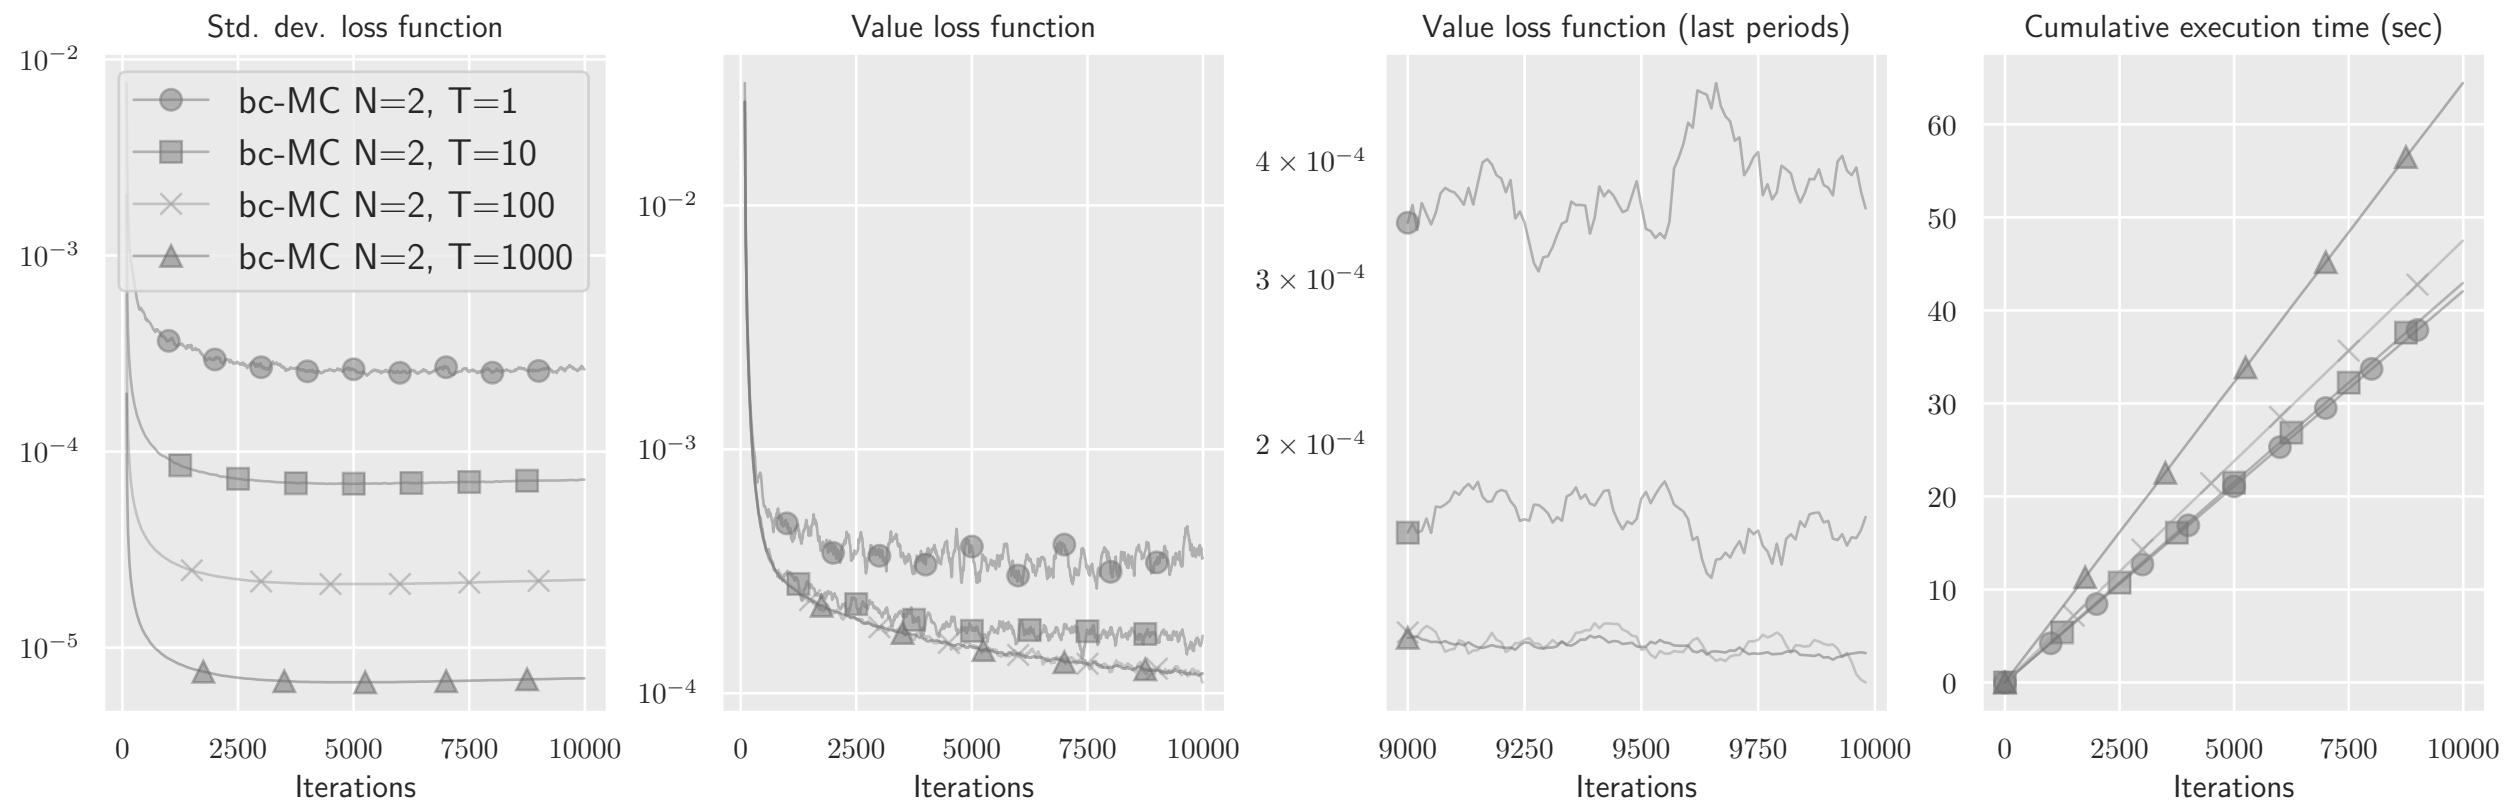 Std. dev. loss function
10^{-2}
10^{-3}
10^{-4}
10^{-5}
bc-MC N=2, T=1
bc-MC N=2, T=10
bc-MC N=2, T=100
bc-MC N=2, T=1000
0 2500 5000 7500 10000
Iterations
Value loss function
10^{-2}
10^{-3}
10^{-4}
0 2500 5000 7500 10000
Iterations
Value loss function (last periods)
4 × 10^{-4}
3 × 10^{-4}
2 × 10^{-4}
9000 9250 9500 9750 10000
Iterations
Cumulative execution time (sec)
60
50
40
30
20
10
0
0 2500 5000 7500 10000
Iterations